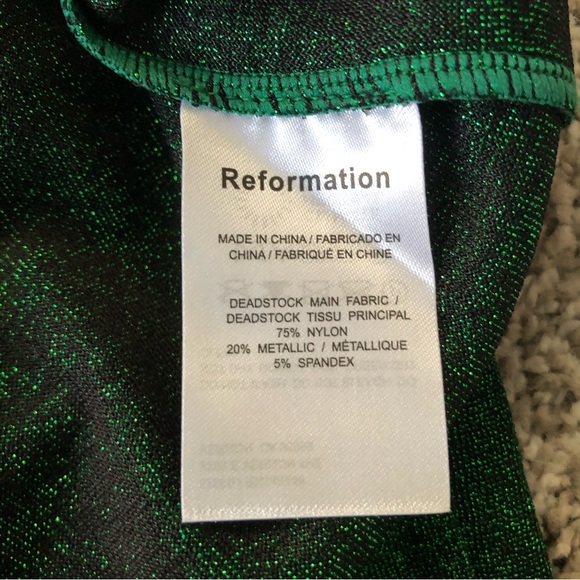 Reformation
MADE IN CHINA / FABRICADO EN
CHINA / FABRIQUÉ EN CHINE
DEADSTOCK MAIN FABRIC /
DEADSTOCK TISSU PRINCIPAL
75% NYLON
20% METALLIC / MÉTALLIQUE
5% SPANDEX